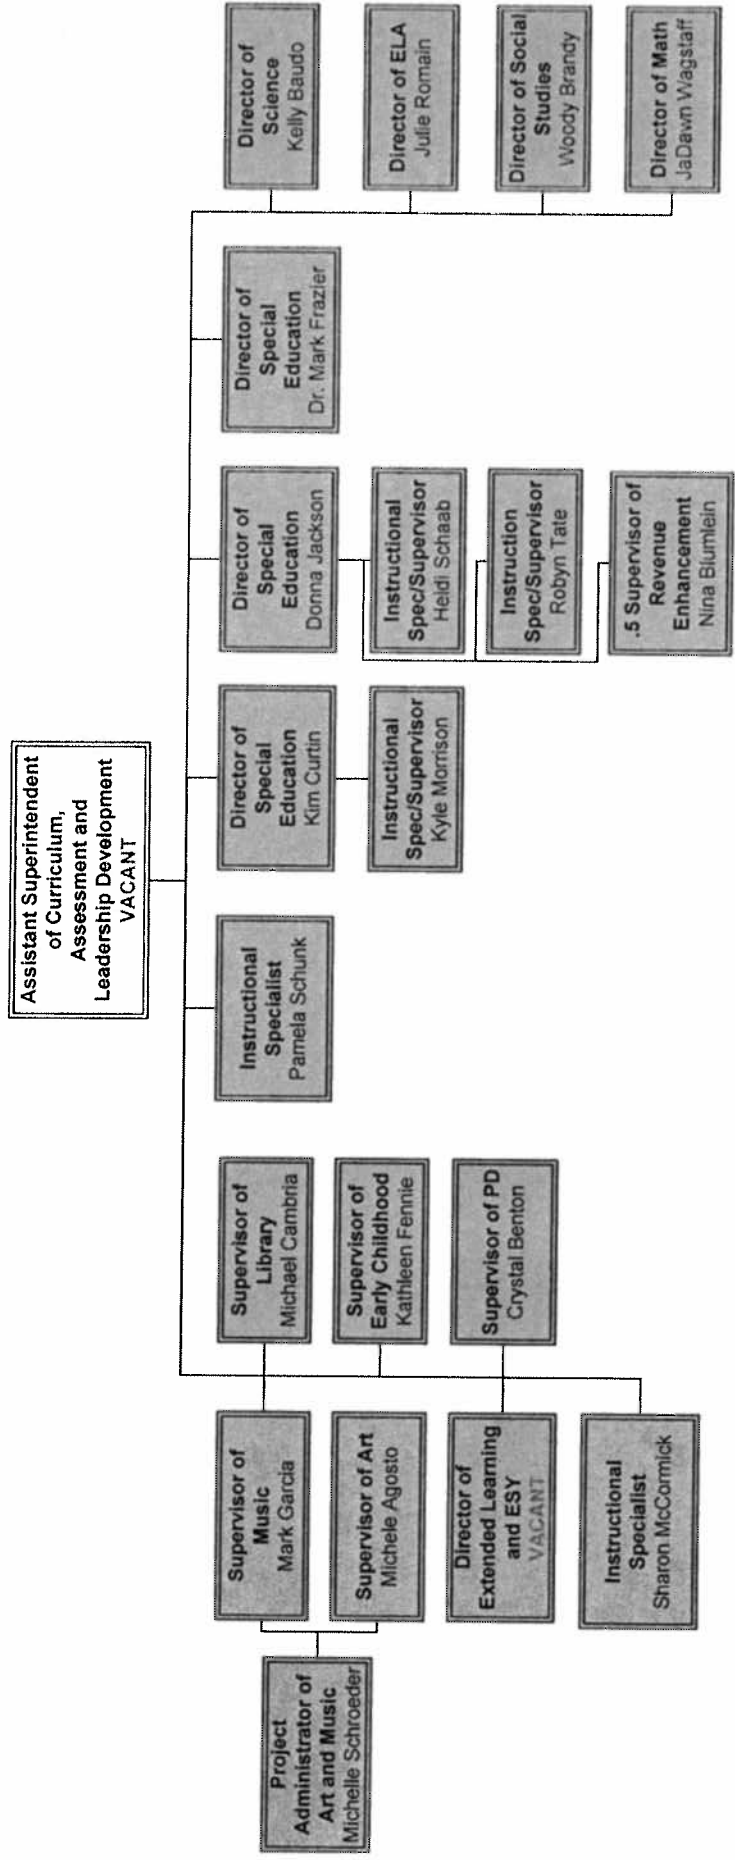 Assistant Superintendent
of Curriculum,
Assessment and
Leadership Development
VACANT
Project
Administrator of
Art and Music
Michelle Schroeder
Supervisor of
Music
Mark Garcia
Supervisor of Art
Michele Agosto
Director of
Extended Learning
and ESY
VACANT
Instructional
Specialist
Sharon McCormick
Supervisor of
Library
Michael Cambria
Supervisor of
Early Childhood
Kathleen Fennie
Supervisor of PD
Crystal Benton
Instructional
Specialist
Pamela Schunk
Director of
Special
Education
Kim Curtin
Instructional
Spec/Supervisor
Kyle Morrison
Director of
Special
Education
Donna Jackson
Instructional
Spec/Supervisor
Heidi Schaab
Instruction
Spec/Supervisor
Robyn Tate
.5 Supervisor of
Revenue
Enhancement
Nina Blumlein
Director of
Special
Education
Dr. Mark Frazier
Director of
Science
Kelly Baudo
Director of ELA
Julie Romain
Director of Social
Studies
Woody Brandy
Director of Math
JaDawn Wagstaff